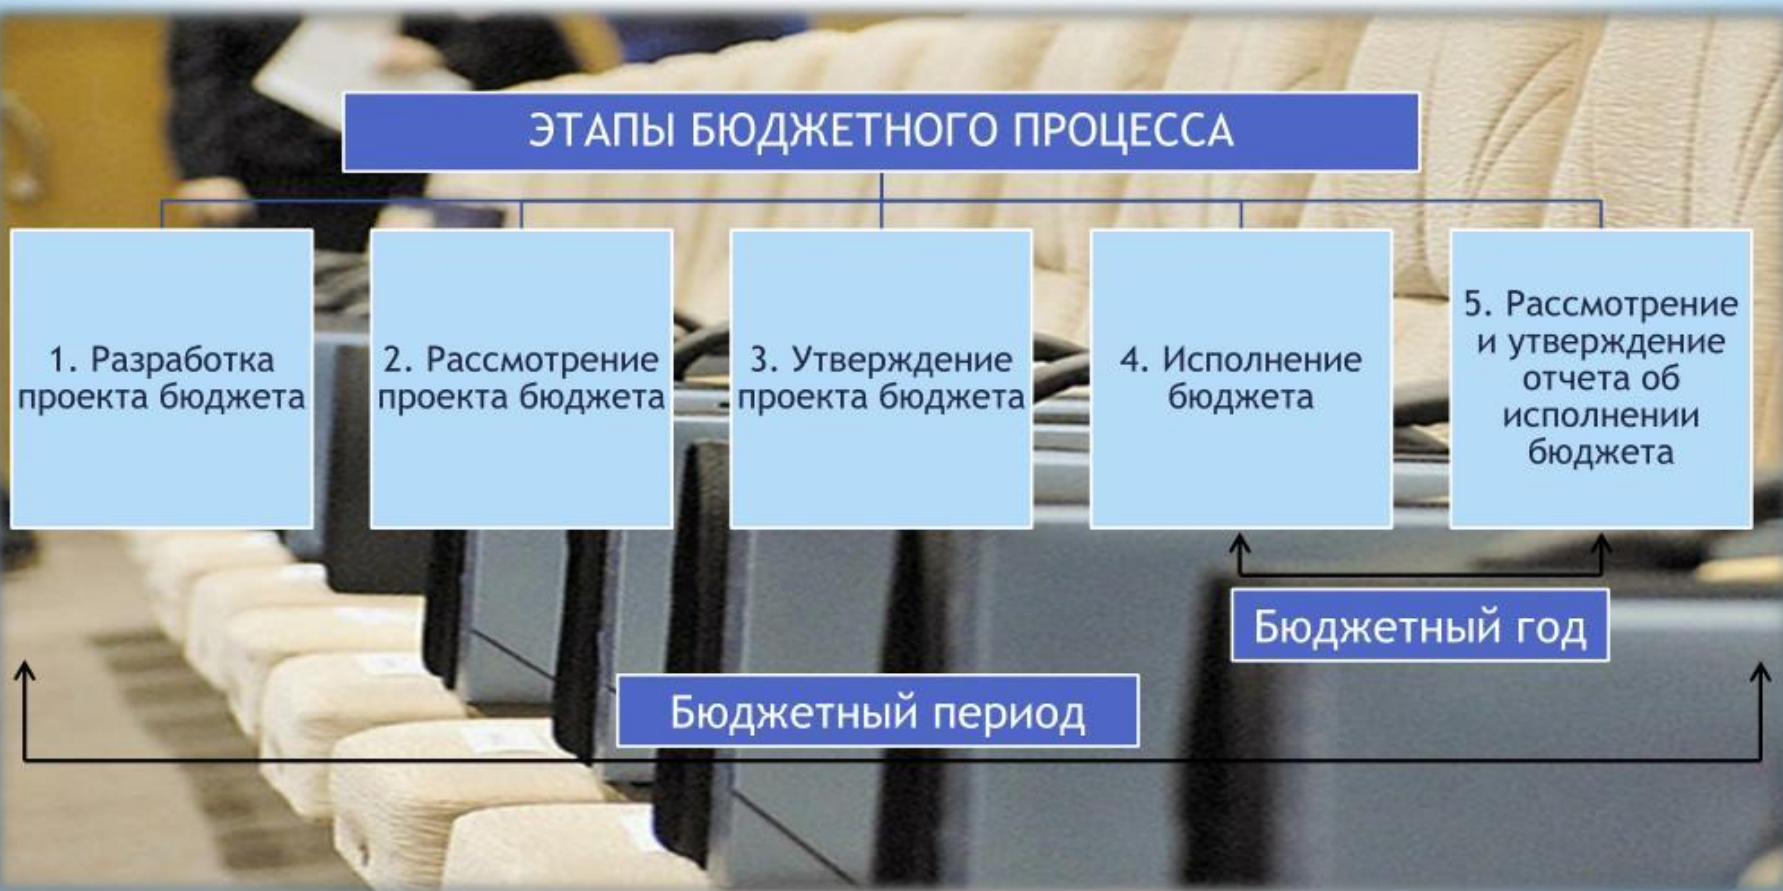 ЭТАПЫ БЮДЖЕТНОГО ПРОЦЕССА
1. Разработка
проекта бюджета
2. Рассмотрение
проекта бюджета
3. Утверждение
проекта бюджета
4. Исполнение
бюджета
5. Рассмотрение
и утверждение
отчета об
исполнении
бюджета
Бюджетный год
Бюджетный период